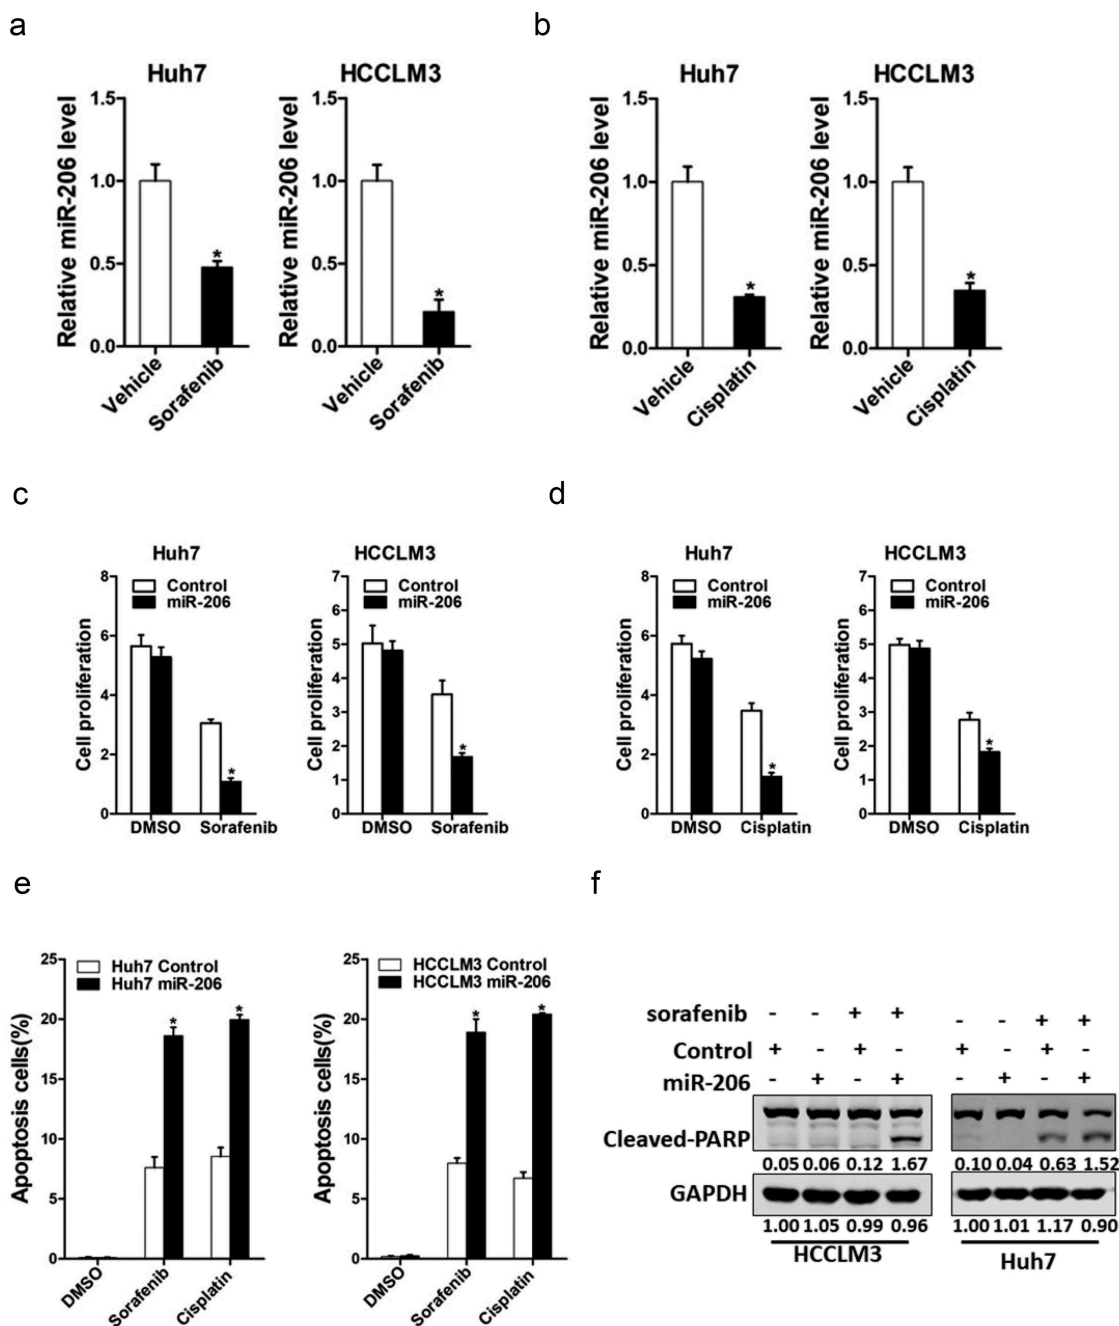 a
b
Huh7
HCCLM3
Huh7
HCCLM3
Relative miR-206 level
1.5
1.0
0.5
0.0
Vehicle
Sorafenib
Relative miR-206 level
1.5
1.0
0.5
0.0
Vehicle
Sorafenib
Relative miR-206 level
1.5
1.0
0.5
0.0
Vehicle
Cisplatin
Relative miR-206 level
1.5
1.0
0.5
0.0
Vehicle
Cisplatin
*
*
*
*
c
d
Huh7
Control
miR-206
Cell proliferation
8
6
4
2
0
*
DMSO Sorafenib
HCCLM3
Control
miR-206
Cell proliferation
7
6
5
4
3
2
1
0
*
DMSO Sorafenib
Huh7
Control
miR-206
Cell proliferation
8
6
4
2
0
*
DMSO Cisplatin
HCCLM3
Control
miR-206
Cell proliferation
7
6
5
4
3
2
1
0
*
DMSO Cisplatin
e
f
Huh7 Control
Huh7 miR-206
Apoptosis cells(%)
25
20
15
10
5
0
* *
DMSO
Sorafenib
Cisplatin
HCCLM3 Control
HCCLM3 miR-206
Apoptosis cells(%)
25
20
15
10
5
0
* *
DMSO
Sorafenib
Cisplatin
sorafenib - - + + - - + +
Control + - + - + - + -
miR-206 - + - + - + - +
Cleaved-PARP
0.05 0.06 0.12 1.67 0.10 0.04 0.63 1.52
GAPDH
1.00 1.05 0.99 0.96 1.00 1.01 1.17 0.90
HCCLM3 Huh7